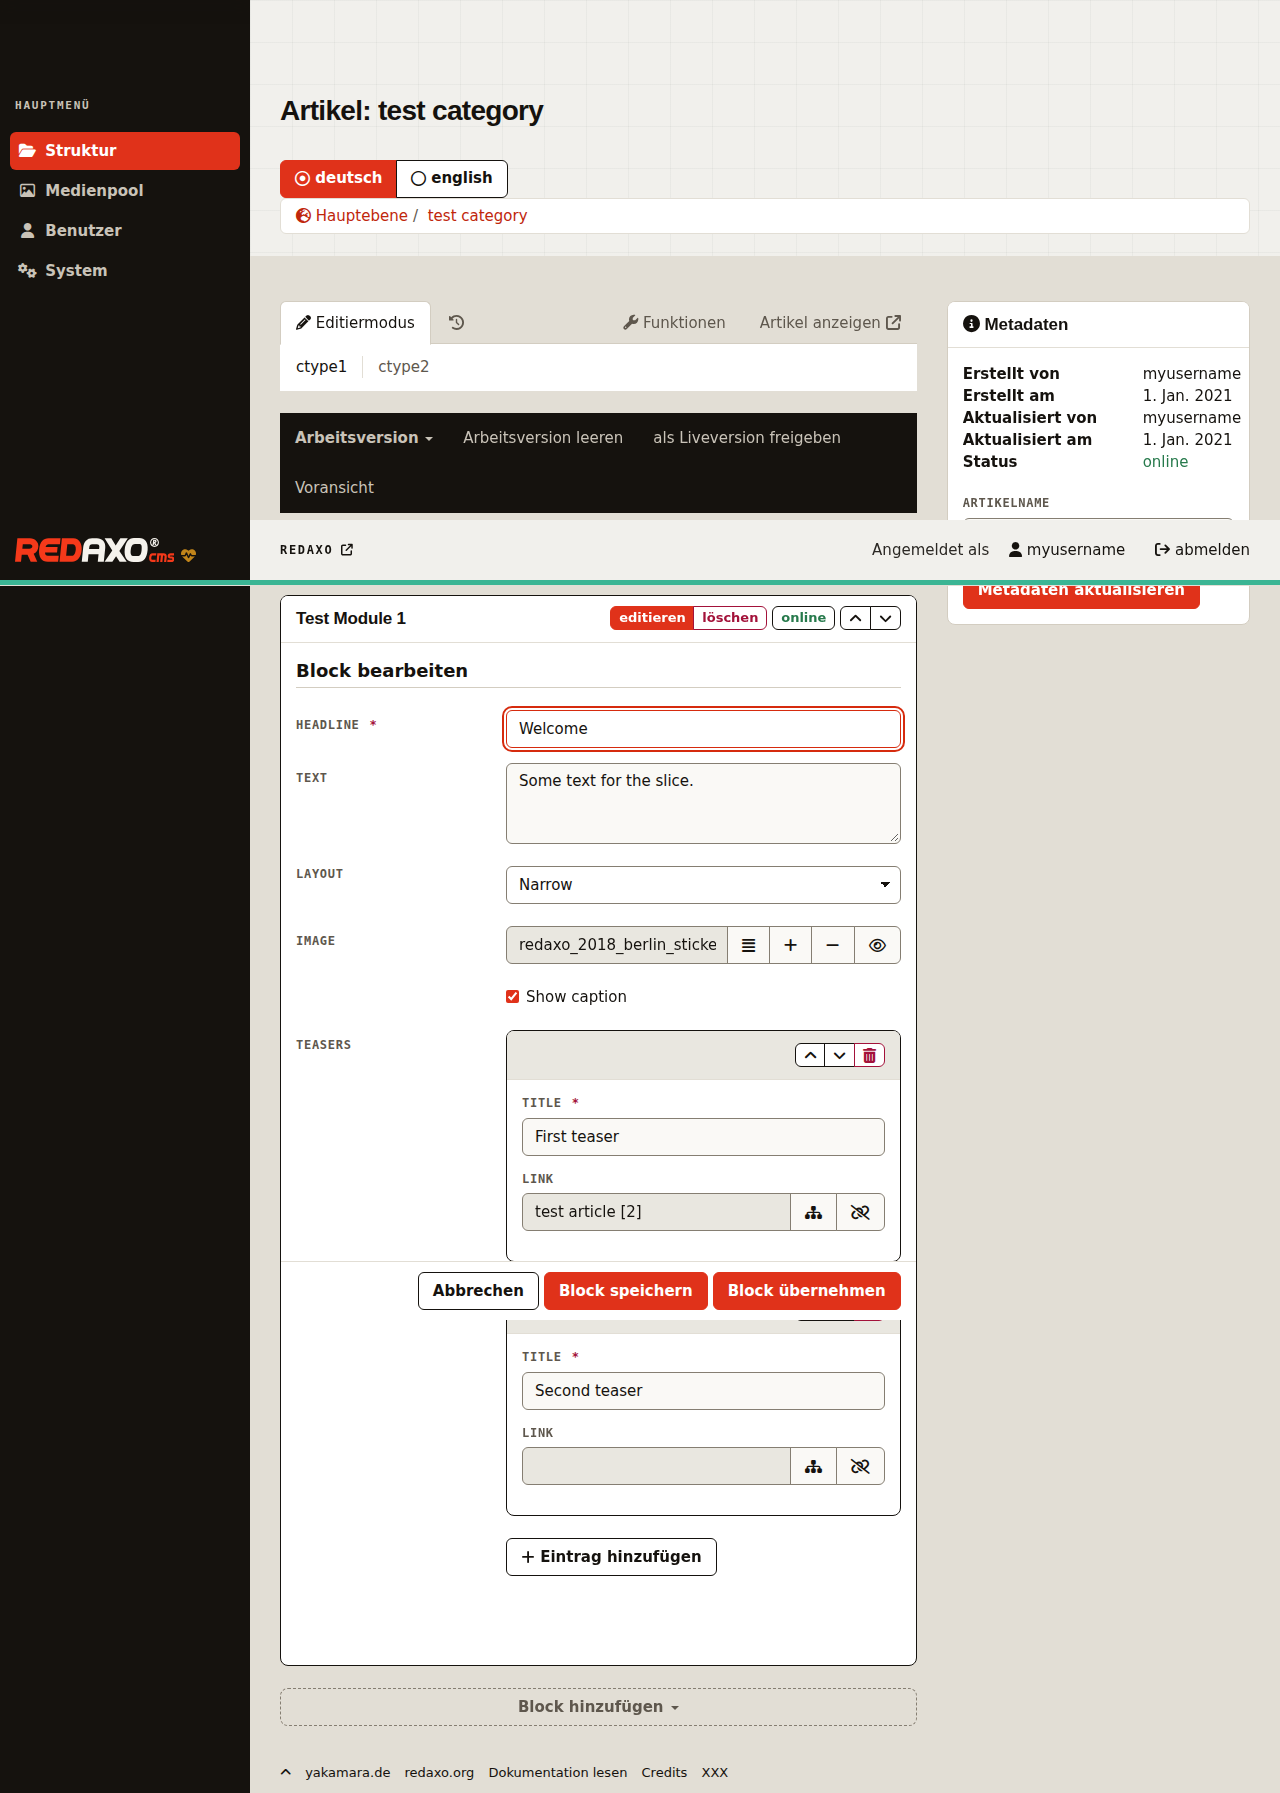 HAUPTMENÜ
Struktur
Medienpool
Benutzer
System
Artikel: test category
deutsch
english
Hauptebene / test category
Editiermodus
Funktionen
Artikel anzeigen
ctype1
ctype2
Arbeitsversion
Arbeitsversion leeren
als Liveversion freigeben
Voransicht
Metadaten
Erstellt von myusername
Erstellt am 1. Jan. 2021
Aktualisiert von myusername
Aktualisiert am 1. Jan. 2021
Status online
ARTIKELNAME
REDAXO® cms
REDAXO
Angemeldet als
myusername
abmelden
Metadaten aktualisieren
Test Module 1
editieren
löschen
online
Block bearbeiten
HEADLINE *
Welcome
TEXT
Some text for the slice.
LAYOUT
Narrow
IMAGE
redaxo_2018_berlin_sticke
Show caption
TEASERS
TITLE *
First teaser
LINK
test article [2]
Abbrechen
Block speichern
Block übernehmen
TITLE *
Second teaser
LINK
Eintrag hinzufügen
Block hinzufügen
yakamara.de
redaxo.org
Dokumentation lesen
Credits
XXX